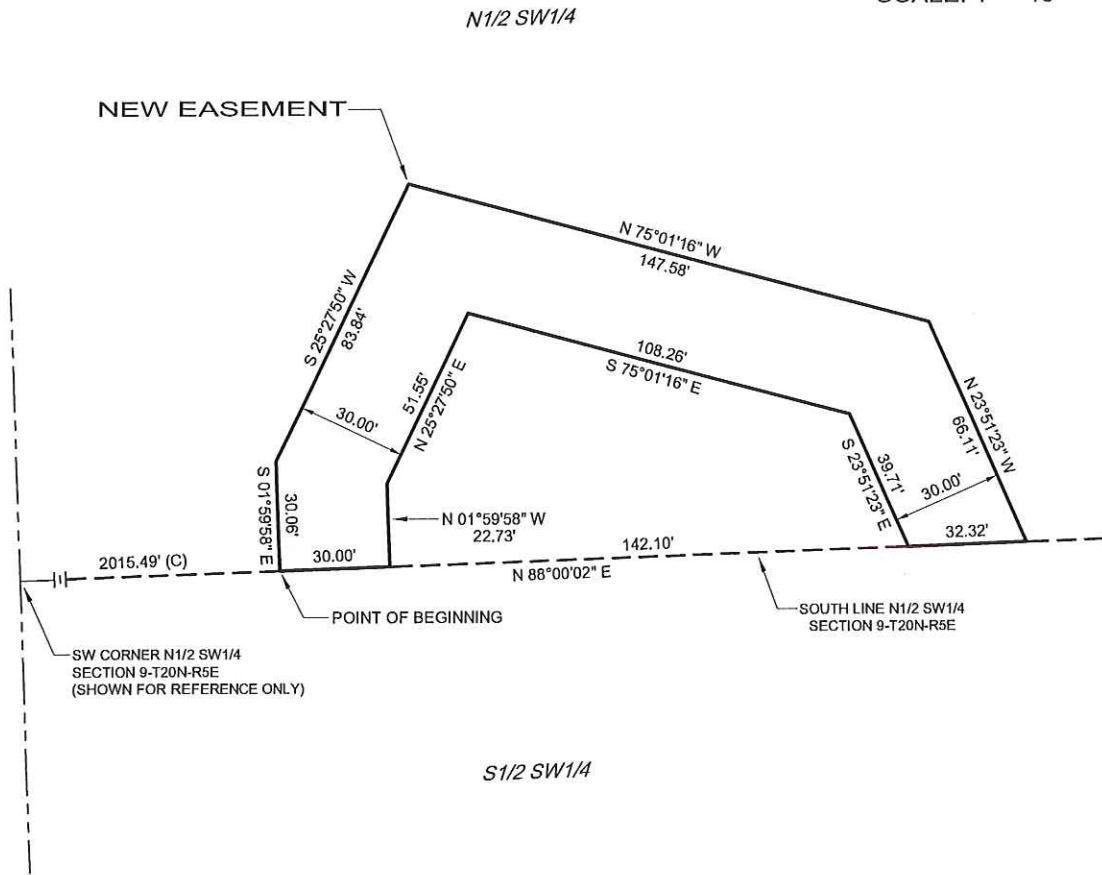 N1/2 SW1/4
NEW EASEMENT
N 75°01'16" W
147.58'
S 25°27'50" W
83.84'
108.26'
S 75°01'16" E
51.55'
N 25°27'50" E
30.00'
N 23°51'23" W
66.11'
39.71'
S 23°51'23" E
30.00'
S 01°59'58" E
30.06'
N 01°59'58" W
22.73'
2015.49' (C)
30.00'
142.10'
32.32'
N 88°00'02" E
POINT OF BEGINNING
SOUTH LINE N1/2 SW1/4
SECTION 9-T20N-R5E
SW CORNER N1/2 SW1/4
SECTION 9-T20N-R5E
(SHOWN FOR REFERENCE ONLY)
S1/2 SW1/4